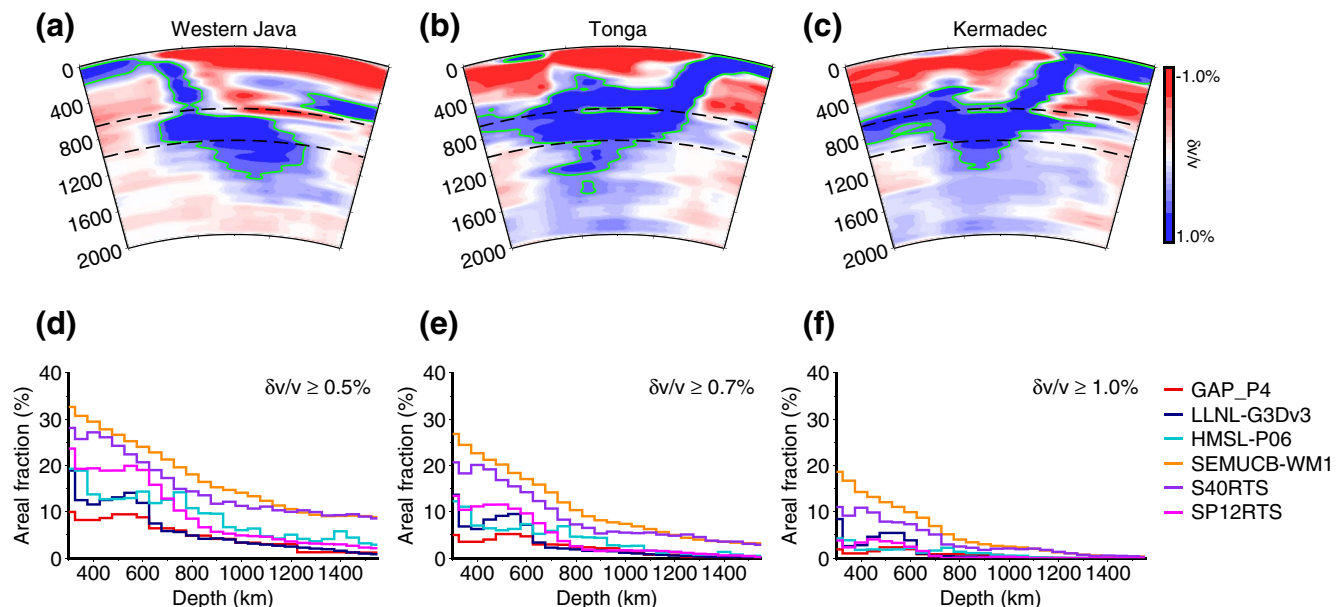 (a)
Western Java
(b)
Tonga
(c)
Kermadec
0
400
800
1200
1600
2000
0
400
800
1200
1600
2000
0
400
800
1200
1600
2000
-1.0%
δv/v
1.0%
(d)
40
30
20
10
0
Areal fraction (%)
δv/v ≥ 0.5%
400 600 800 1000 1200 1400
Depth (km)
(e)
40
30
20
10
0
Areal fraction (%)
δv/v ≥ 0.7%
400 600 800 1000 1200 1400
Depth (km)
(f)
40
30
20
10
0
Areal fraction (%)
δv/v ≥ 1.0%
400 600 800 1000 1200 1400
Depth (km)
GAP_P4
LLNL-G3Dv3
HMSL-P06
SEMUCB-WM1
S40RTS
SP12RTS